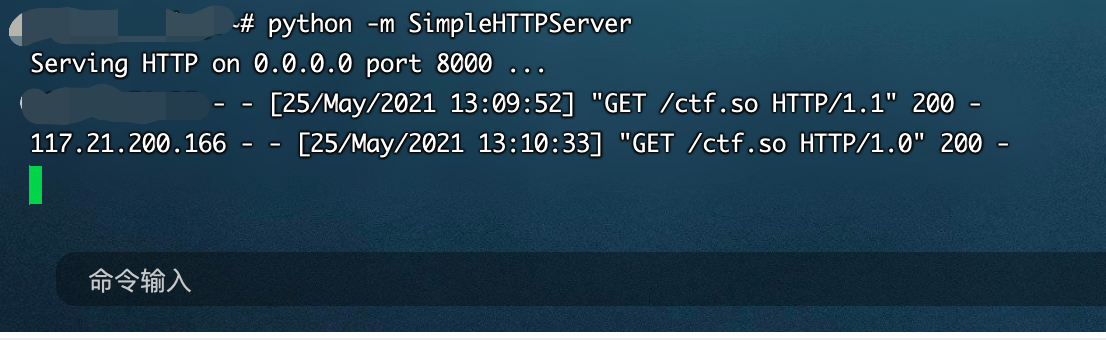 ~# python -m SimpleHTTPServer
Serving HTTP on 0.0.0.0 port 8000 ...
- - [25/May/2021 13:09:52] "GET /ctf.so HTTP/1.1" 200 -
117.21.200.166 - - [25/May/2021 13:10:33] "GET /ctf.so HTTP/1.0" 200 -
命令输入